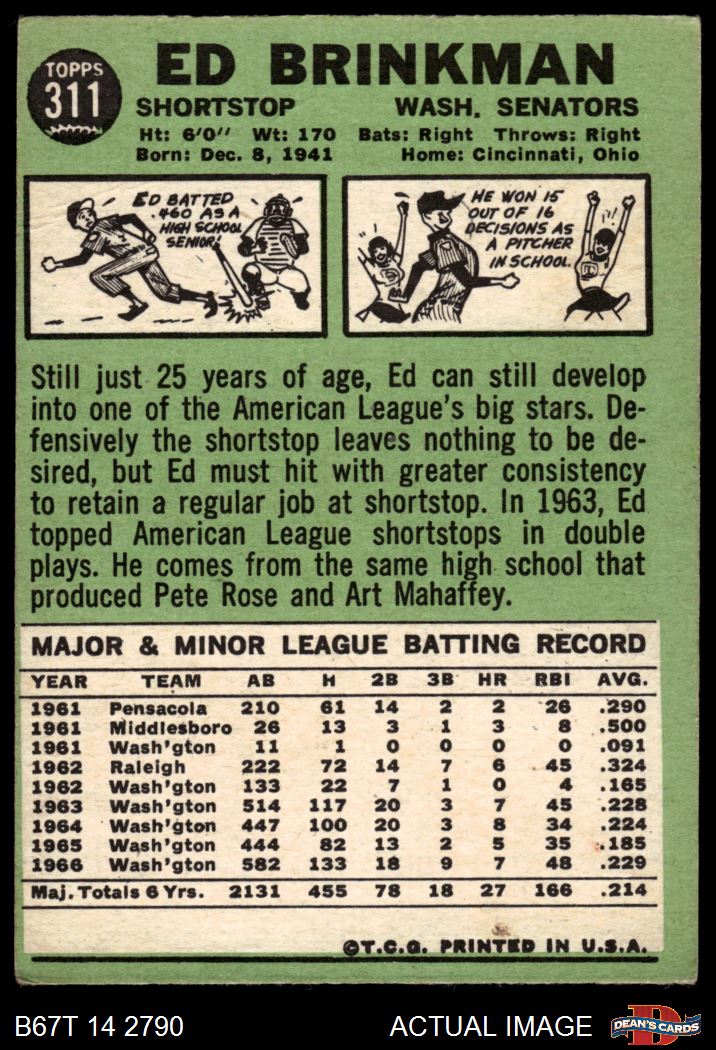 TOPPS
311
ED BRINKMAN
SHORTSTOP WASH. SENATORS
Ht: 6'0" Wt: 170 Bats: Right Throws: Right
Born: Dec. 8, 1941 Home: Cincinnati, Ohio
ED BATTED
.460 AS A
HIGH SCHOOL
SENIOR!
HE WON 15
OUT OF 16
DECISIONS AS
A PITCHER
IN SCHOOL.
Still just 25 years of age, Ed can still develop
into one of the American League's big stars. De-
fensively the shortstop leaves nothing to be de-
sired, but Ed must hit with greater consistency
to retain a regular job at shortstop. In 1963, Ed
topped American League shortstops in double
plays. He comes from the same high school that
produced Pete Rose and Art Mahaffey.
MAJOR & MINOR LEAGUE BATTING RECORD
YEAR TEAM AB H 2B 3B HR RBI AVG.
1961 Pensacola 210 61 14 2 2 26 .290
1961 Middlesboro 26 13 3 1 3 8 .500
1961 Wash'gton 11 1 0 0 0 0 .091
1962 Raleigh 222 72 14 7 6 45 .324
1962 Wash'gton 133 22 7 1 0 4 .165
1963 Wash'gton 514 117 20 3 7 45 .228
1964 Wash'gton 447 100 20 3 8 34 .224
1965 Wash'gton 444 82 13 2 5 35 .185
1966 Wash'gton 582 133 18 9 7 48 .229
Maj. Totals 6 Yrs. 2131 455 78 18 27 166 .214
©T.C.G. PRINTED IN U.S.A.
B67T 14 2790 ACTUAL IMAGE
D
DEAN'S CARDS